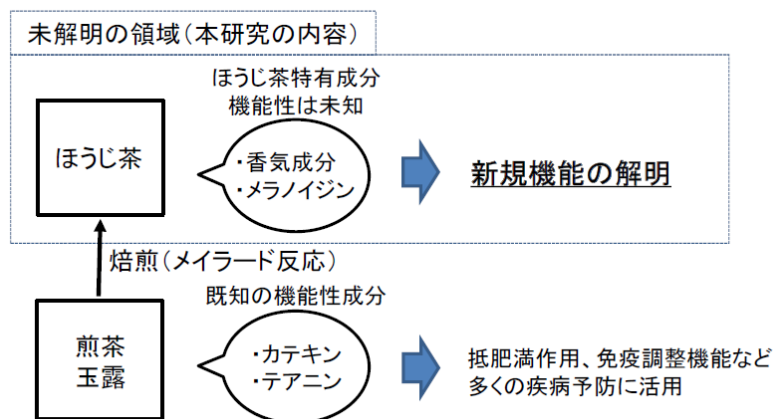 未解明の領域(本研究の内容)
ほうじ茶特有成分
機能性は未知
ほうじ茶
・香気成分
・メラノイジン
新規機能の解明
焙煎(メイラード反応)
既知の機能性成分
煎茶
玉露
・カテキン
・テアニン
抵肥満作用、免疫調整機能など
多くの疾病予防に活用